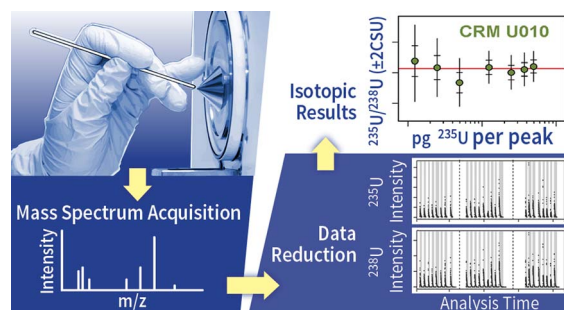 CRM U010
Isotopic
Results
²³⁵U/²³⁸U (±2CSU)
pg ²³⁵U per peak
Mass Spectrum Acquisition
Intensity
m/z
Data
Reduction
²³⁵U
Intensity
²³⁸U
Intensity
Analysis Time